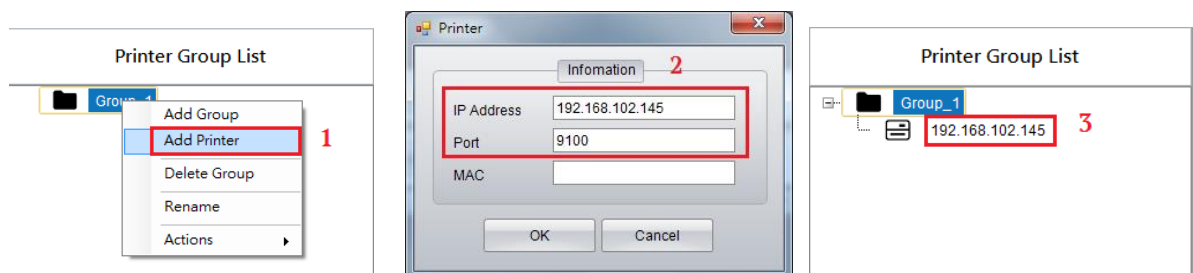 Printer Group List
Group_1
Add Group
Add Printer
1
Delete Group
Rename
Actions
Printer
Infomation
2
IP Address
192.168.102.145
Port
9100
MAC
OK
Cancel
Printer Group List
Group_1
192.168.102.145
3